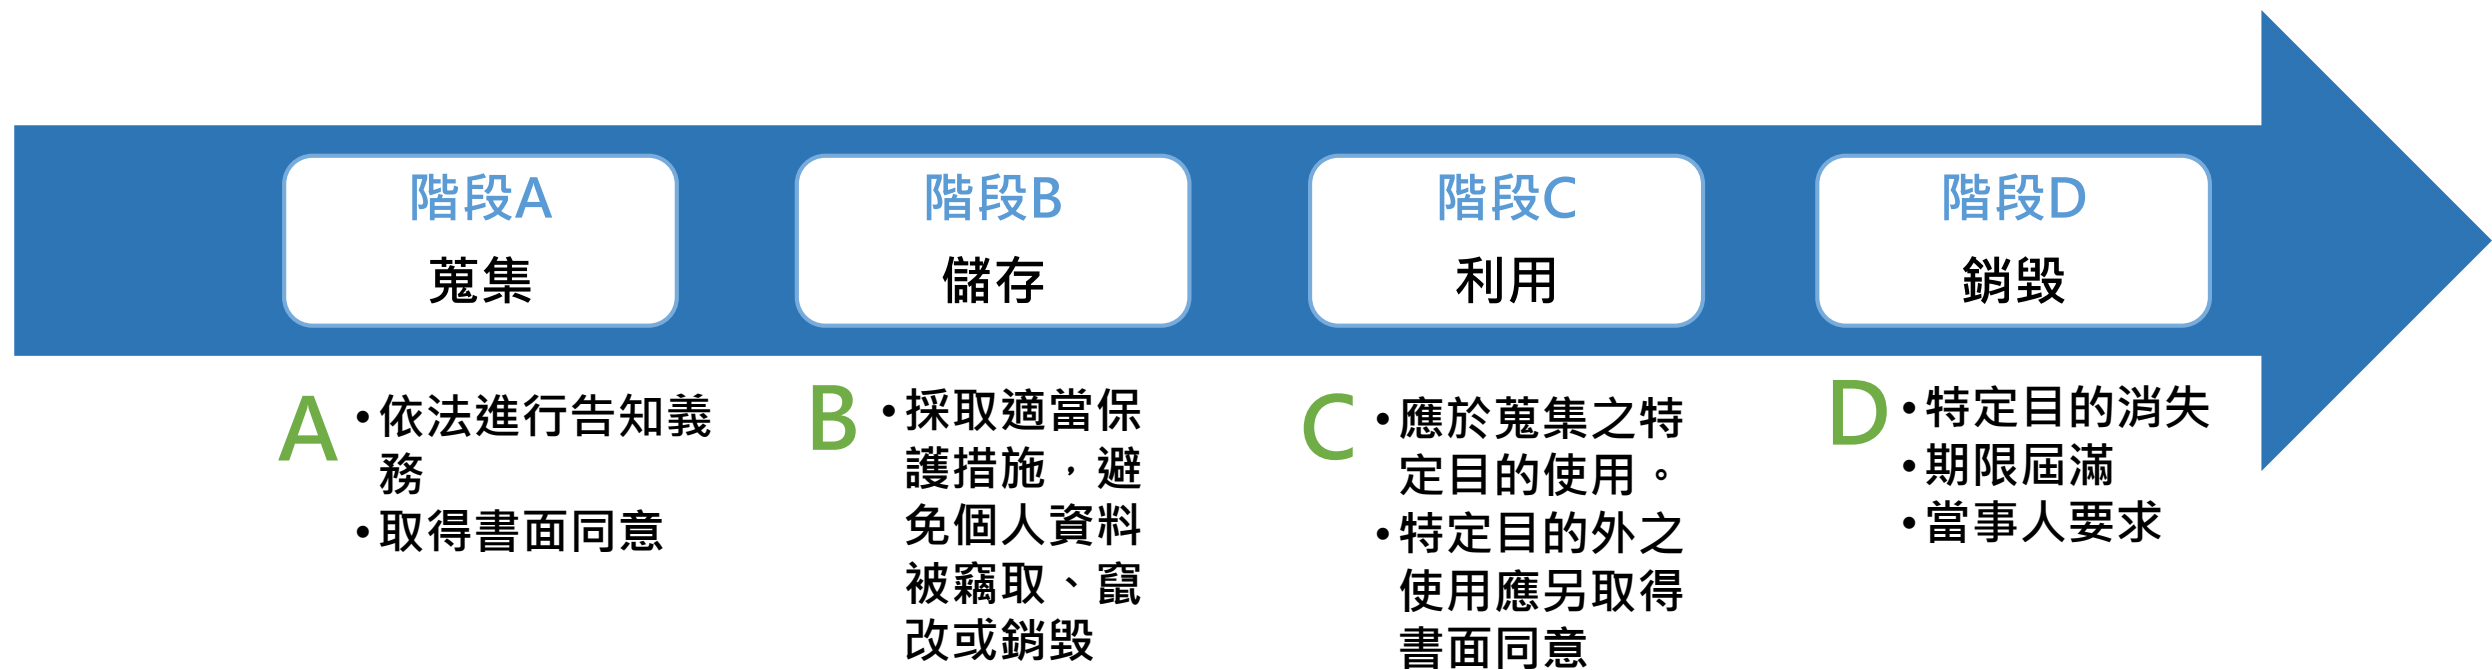 階段A
蒐集
階段B
儲存
階段C
利用
階段D
銷毀
A
•依法進行告知義
務
•取得書面同意
B
•採取適當保
護措施，避
免個人資料
被竊取、竄
改或銷毀
C
•應於蒐集之特
定目的使用。
•特定目的外之
使用應另取得
書面同意
D
•特定目的消失
•期限屆滿
•當事人要求